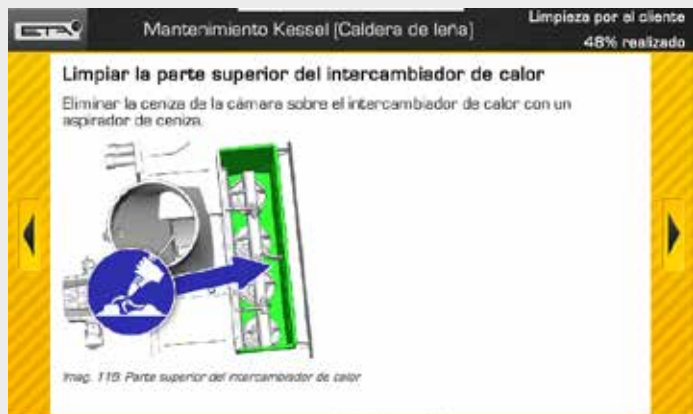 ETA
Mantenimiento Kessel (Caldera de leña)
Limpieza por el cliente
48% realizado
Limpiar la parte superior del intercambiador de calor
Eliminar la ceniza de la cámara sobre el intercambiador de calor con un
aspirador de ceniza.
Imag. 119: Parte superior del intercambiador de calor